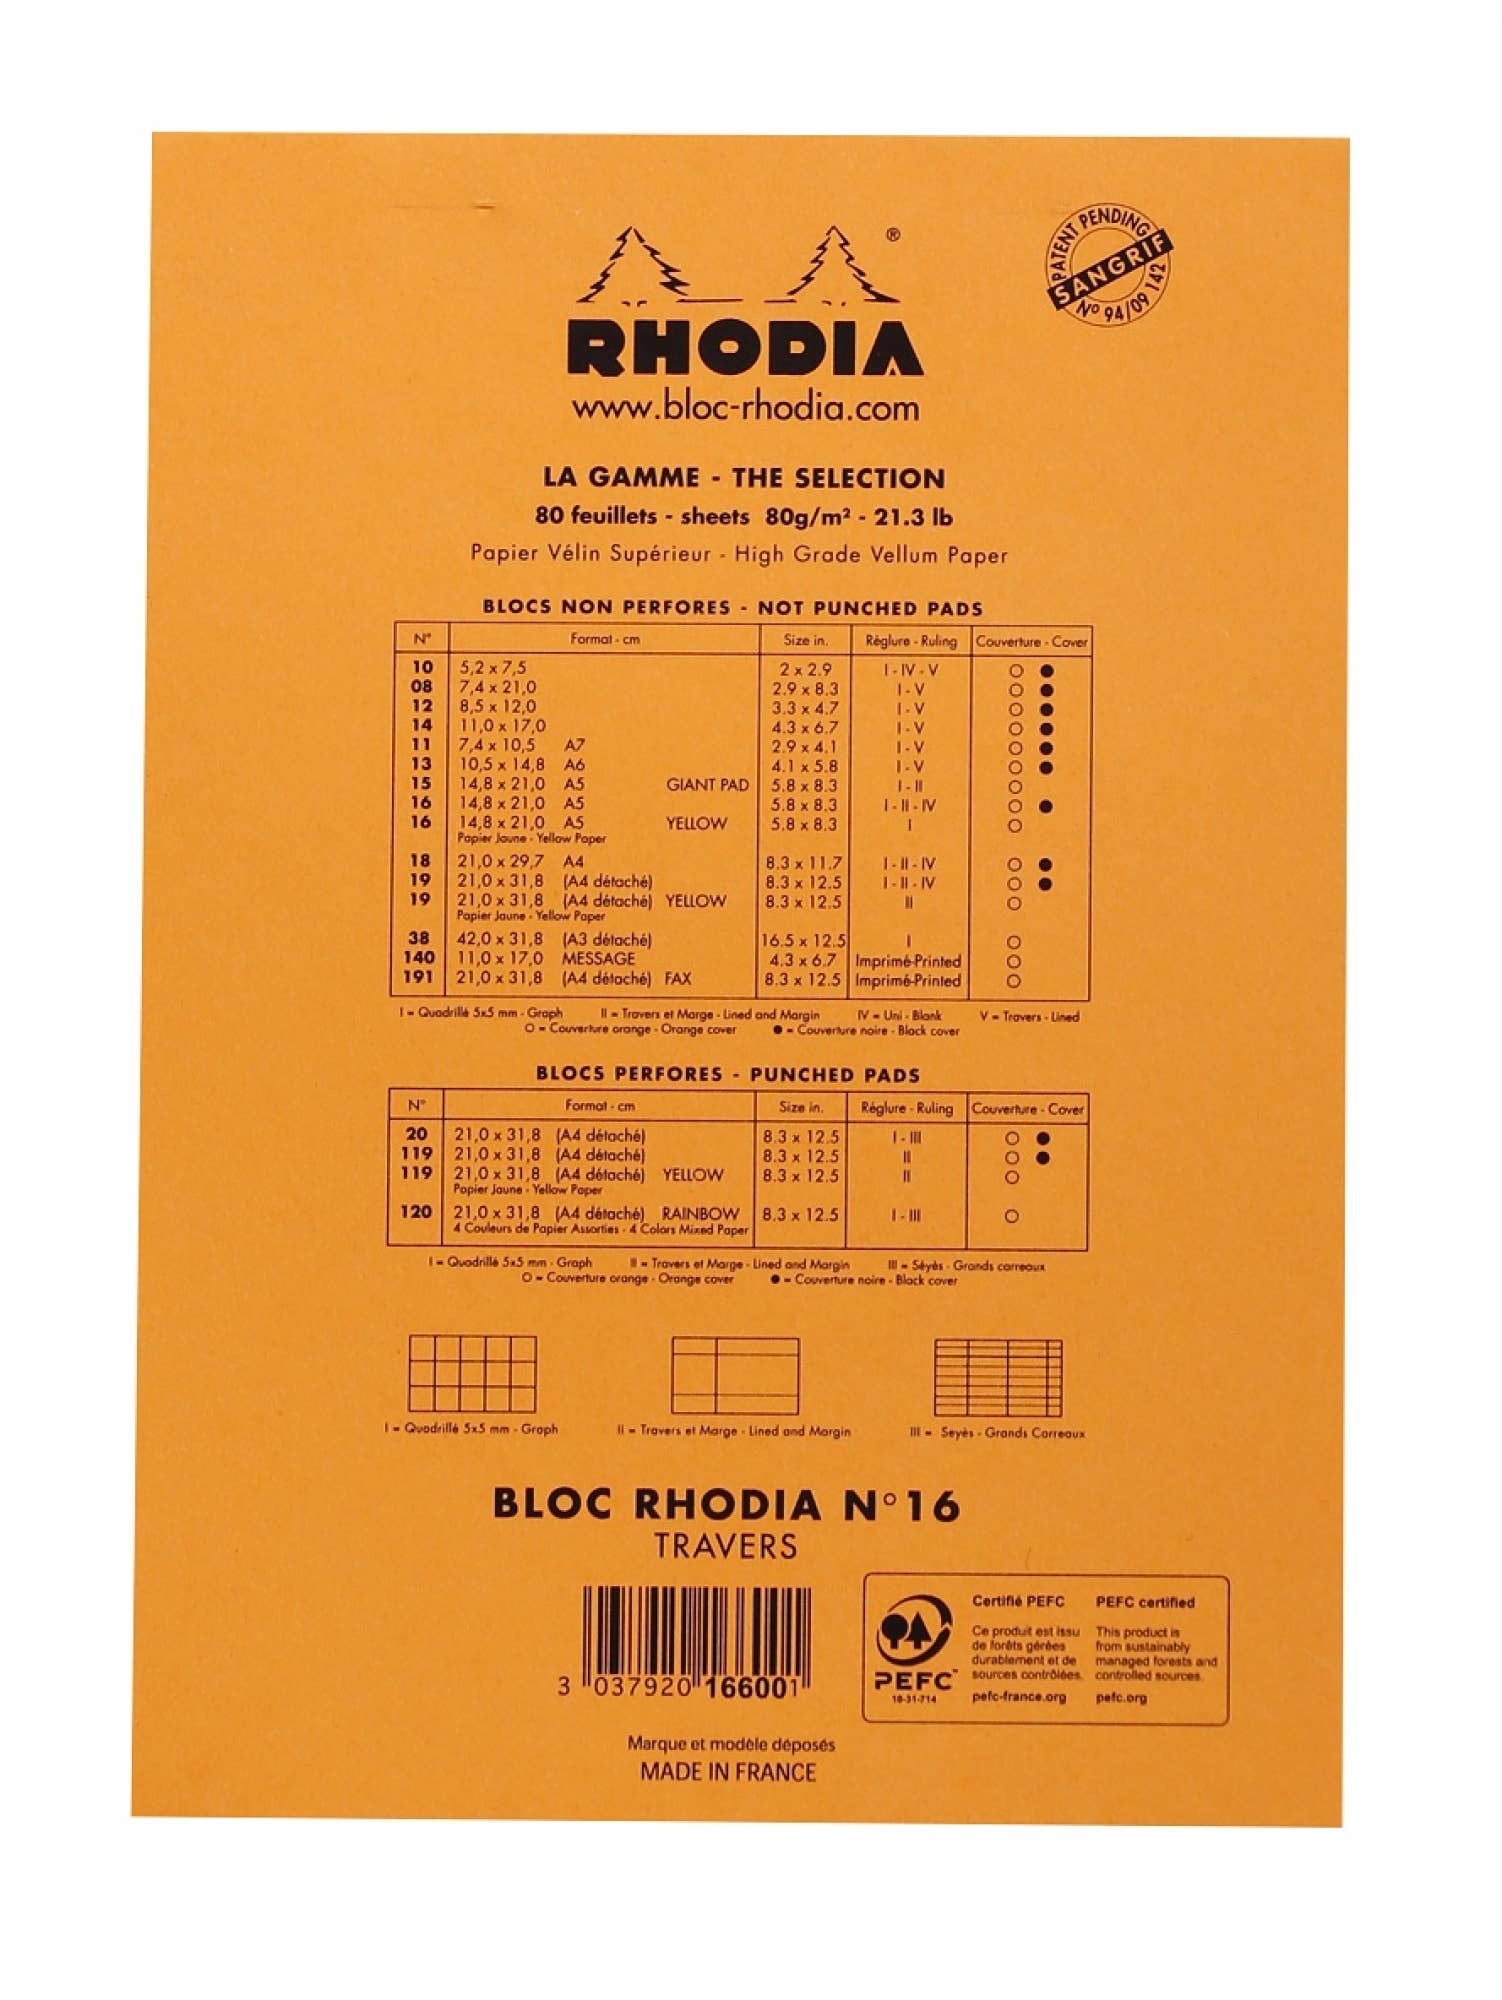 ®
PATENT PENDING
SANGRIF
N° 94/09 142
RHODIA
www.bloc-rhodia.com
LA GAMME - THE SELECTION
80 feuillets - sheets 80g/m² - 21.3 lb
Papier Vélin Supérieur - High Grade Vellum Paper
BLOCS NON PERFORES - NOT PUNCHED PADS
N° Format - cm Size in. Règlure - Ruling Couverture - Cover
10 5,2 x 7,5 2 x 2.9 I - IV - V ○ ●
08 7,4 x 21,0 2.9 x 8.3 I - V ○ ●
12 8,5 x 12,0 3.3 x 4.7 I - V ○ ●
14 11,0 x 17,0 4.3 x 6.7 I - V ○ ●
11 7,4 x 10,5 A7 2.9 x 4.1 I - V ○ ●
13 10,5 x 14,8 A6 4.1 x 5.8 I - V ○ ●
15 14,8 x 21,0 A5 GIANT PAD 5.8 x 8.3 I - II ○
16 14,8 x 21,0 A5 5.8 x 8.3 I - II - IV ○ ●
16 14,8 x 21,0 A5 YELLOW 5.8 x 8.3 I ○
Papier Jaune - Yellow Paper
18 21,0 x 29,7 A4 8.3 x 11.7 I - II - IV ○ ●
19 21,0 x 31,8 (A4 détaché) 8.3 x 12.5 I - II - IV ○ ●
19 21,0 x 31,8 (A4 détaché) YELLOW 8.3 x 12.5 II ○
Papier Jaune - Yellow Paper
38 42,0 x 31,8 (A3 détaché) 16.5 x 12.5 I ○
140 11,0 x 17,0 MESSAGE 4.3 x 6.7 Imprimé-Printed ○
191 21,0 x 31,8 (A4 détaché) FAX 8.3 x 12.5 Imprimé-Printed ○
I = Quadrillé 5x5 mm - Graph II = Travers et Marge - Lined and Margin IV = Uni - Blank V = Travers - Lined
○ = Couverture orange - Orange cover ● = Couverture noire - Black cover
BLOCS PERFORES - PUNCHED PADS
N° Format - cm Size in. Réglure - Ruling Couverture - Cover
20 21,0 x 31,8 (A4 détaché) 8.3 x 12.5 I - III ○ ●
119 21,0 x 31,8 (A4 détaché) 8.3 x 12.5 II ○ ●
119 21,0 x 31,8 (A4 détaché) YELLOW 8.3 x 12.5 II ○
Papier Jaune - Yellow Paper
120 21,0 x 31,8 (A4 détaché) RAINBOW 8.3 x 12.5 I - III ○
4 Couleurs de Papier Assorties - 4 Colors Mixed Paper
I = Quadrillé 5x5 mm - Graph II = Travers et Marge - Lined and Margin III = Séyès - Grands carreaux
○ = Couverture orange - Orange cover ● = Couverture noire - Black cover
I = Quadrillé 5x5 mm - Graph II = Travers et Marge - Lined and Margin III = Seyès - Grands Carreaux
BLOC RHODIA N°16
TRAVERS
3 037920 166001
PEFC™
10-31-714
Certifié PEFC
Ce produit est issu
de forêts gérées
durablement et de
sources contrôlées.
pefc-france.org
PEFC certified
This product is
from sustainably
managed forests and
controlled sources.
pefc.org
Marque et modèle déposés
MADE IN FRANCE